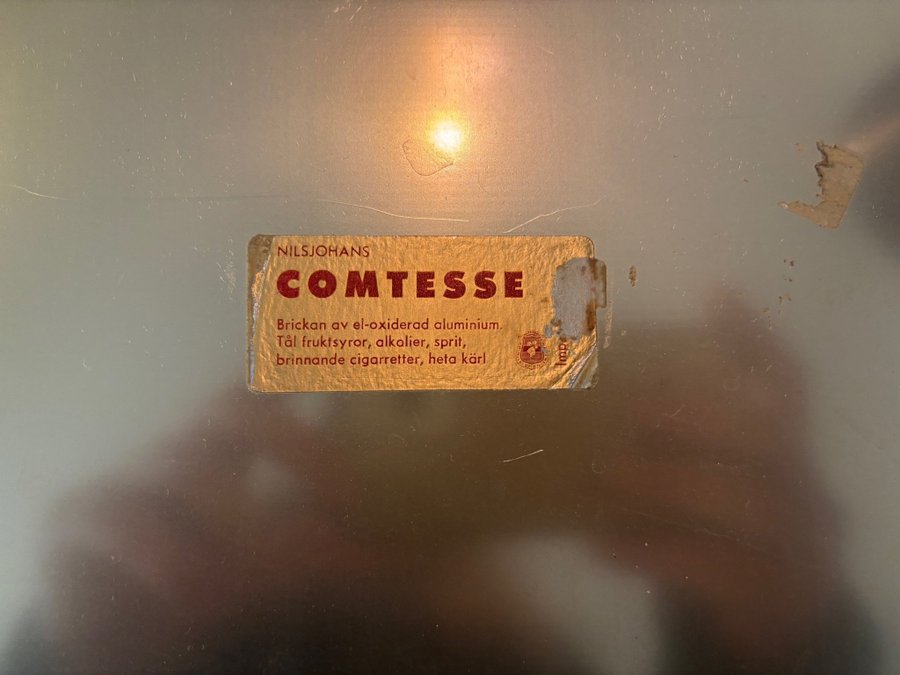 NILSJOHANS
COMTESSE
Brickan av el-oxiderad aluminium.
Tål fruktsyror, alkalier, sprit,
brinnande cigarretter, heta kärl